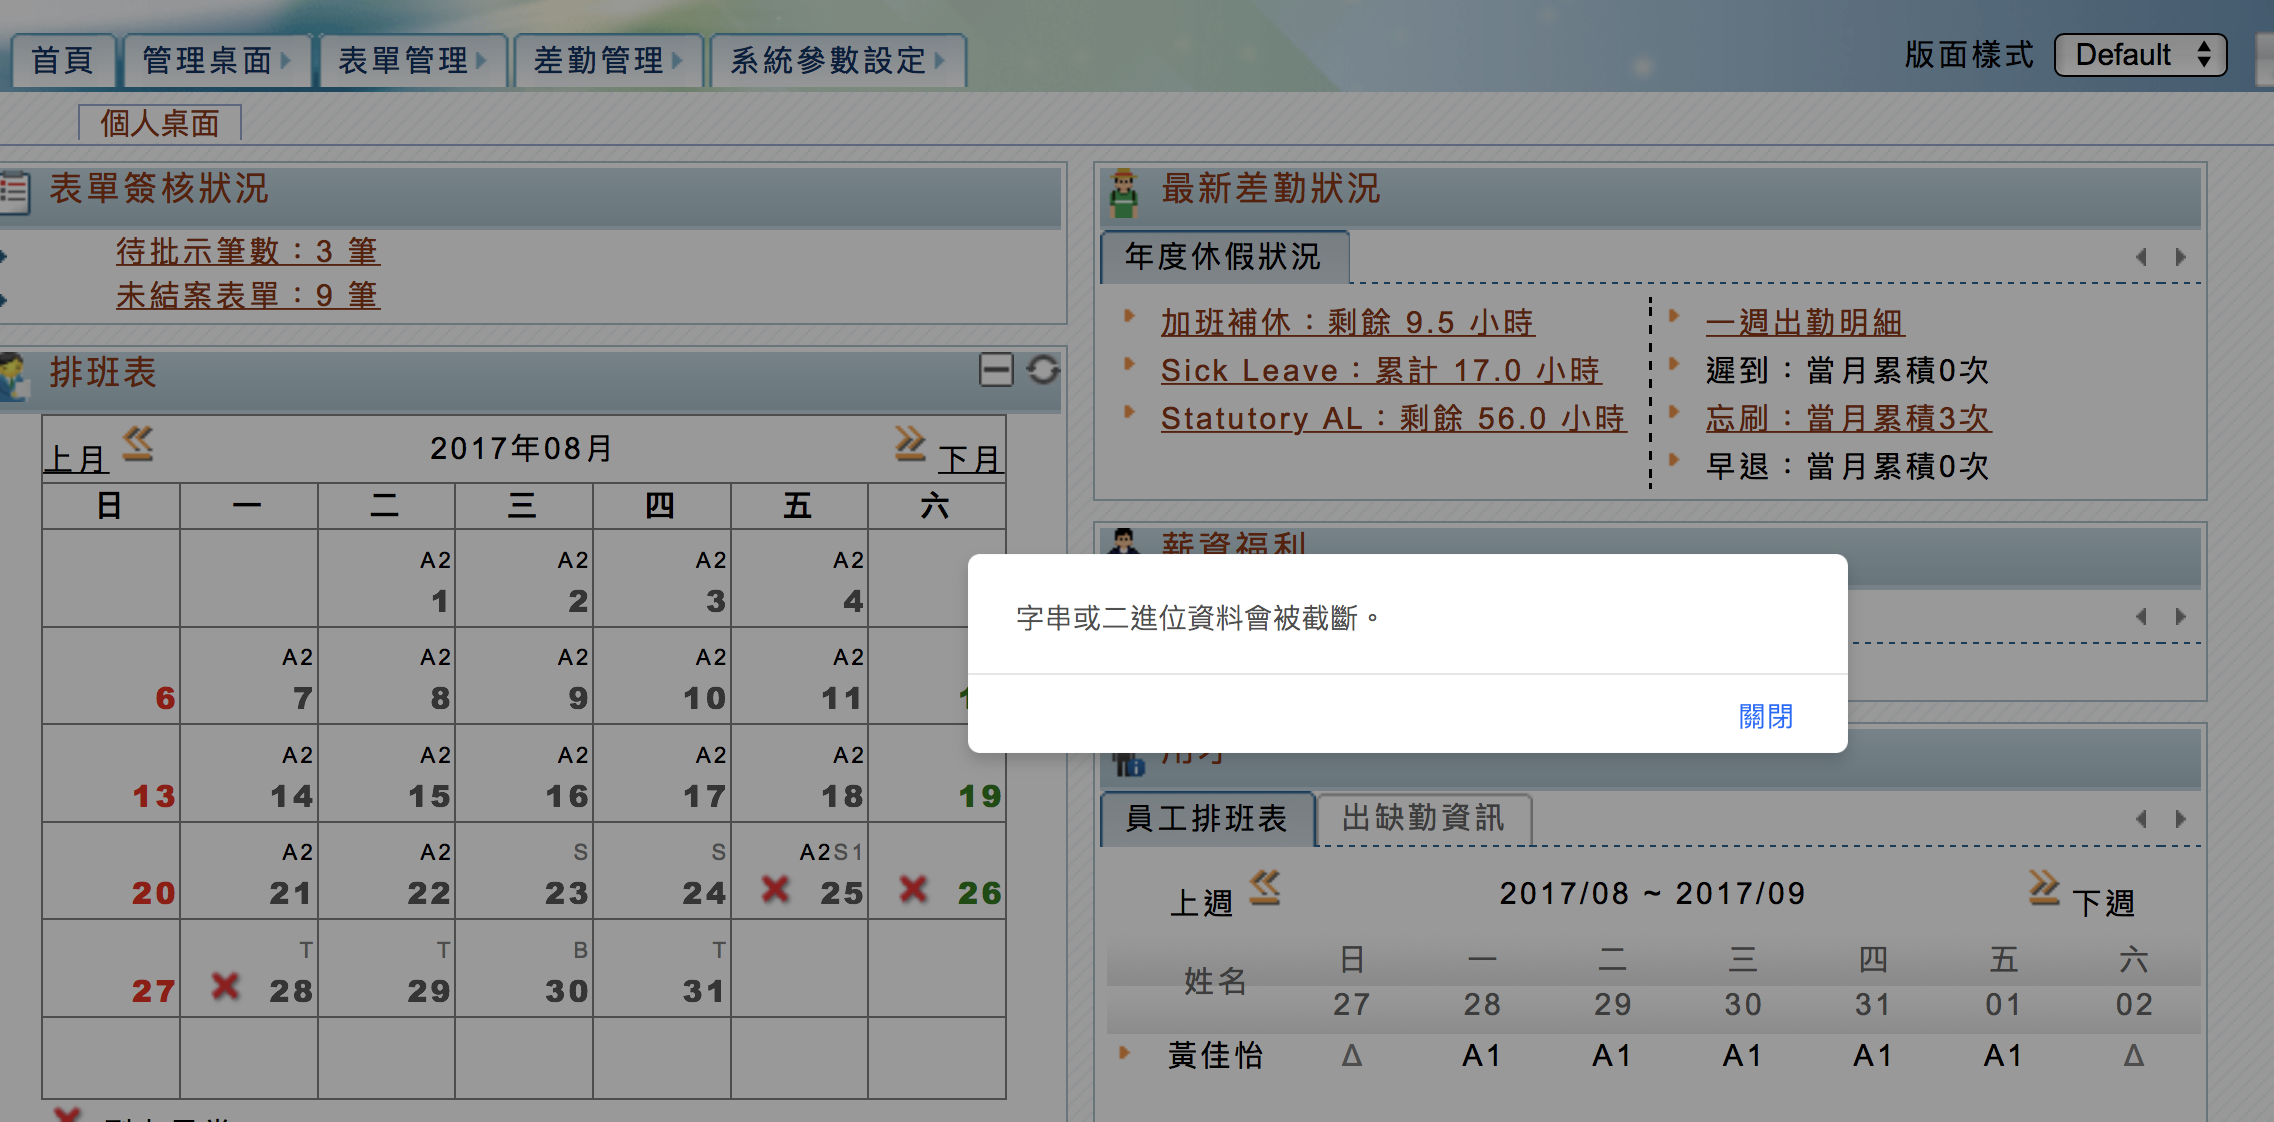 首頁 管理桌面 表單管理 差勤管理 系統參數設定 版面樣式 Default
個人桌面
表單簽核狀況
待批示筆數：3 筆
未結案表單：9 筆
排班表
上月 2017年08月 下月
日 一 二 三 四 五 六
A2 A2 A2 A2
1 2 3 4
A2 A2 A2 A2 A2
6 7 8 9 10 11
A2 A2 A2 A2 A2
13 14 15 16 17 18 19
A2 A2 S S A2S1
20 21 22 23 24 25 26
T T B T
27 28 29 30 31
最新差勤狀況
年度休假狀況
加班補休：剩餘 9.5 小時
Sick Leave：累計 17.0 小時
Statutory AL：剩餘 56.0 小時
一週出勤明細
遲到：當月累積0次
忘刷：當月累積3次
早退：當月累積0次
薪資福利
字串或二進位資料會被截斷。
關閉
員工排班表 出缺勤資訊
上週 2017/08 ~ 2017/09 下週
姓名 日 一 二 三 四 五 六
27 28 29 30 31 01 02
黃佳怡 Δ A1 A1 A1 A1 A1 Δ